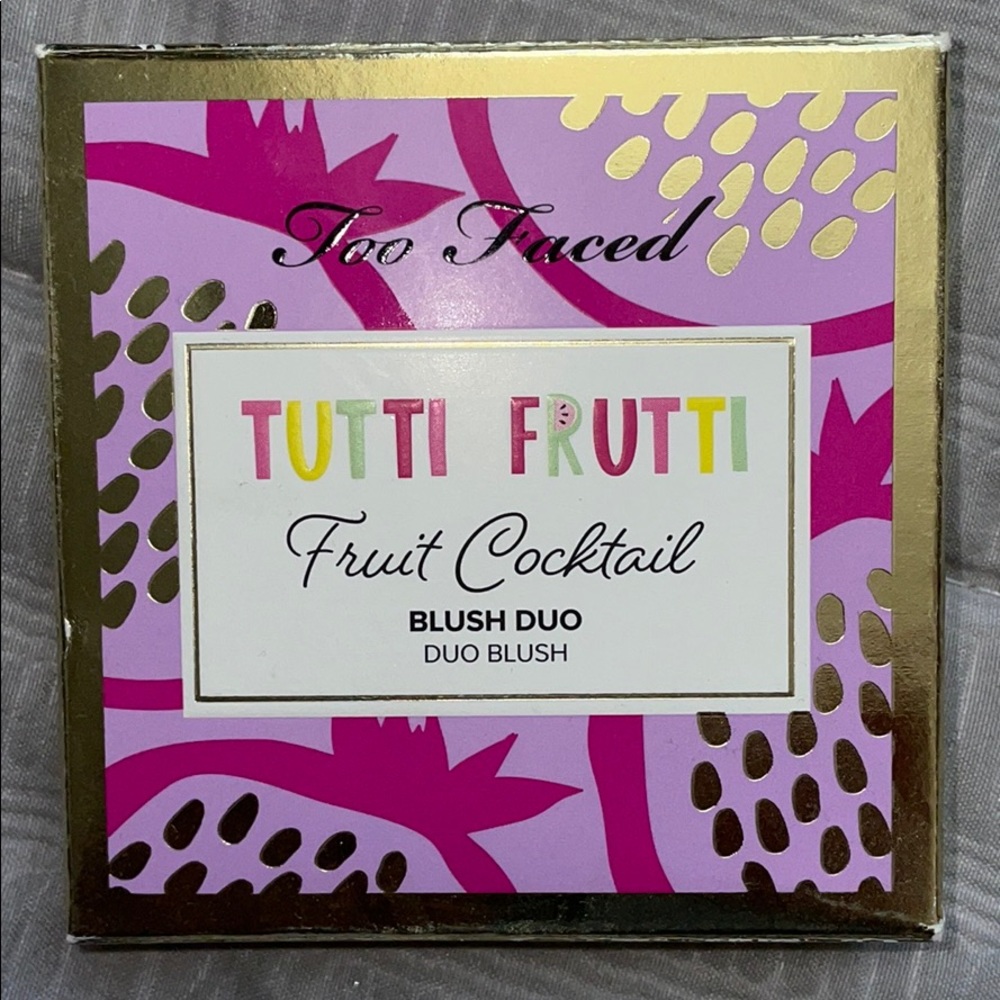 Too Faced
TUTTI FRUTTI
Fruit Cocktail
BLUSH DUO
DUO BLUSH